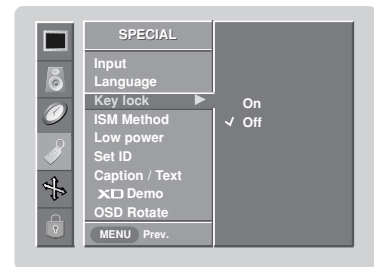 SPECIAL
Input
Language
Key lock ▶
ISM Method
Low power
Set ID
Caption / Text
XD Demo
OSD Rotate
MENU Prev.
On
✓ Off